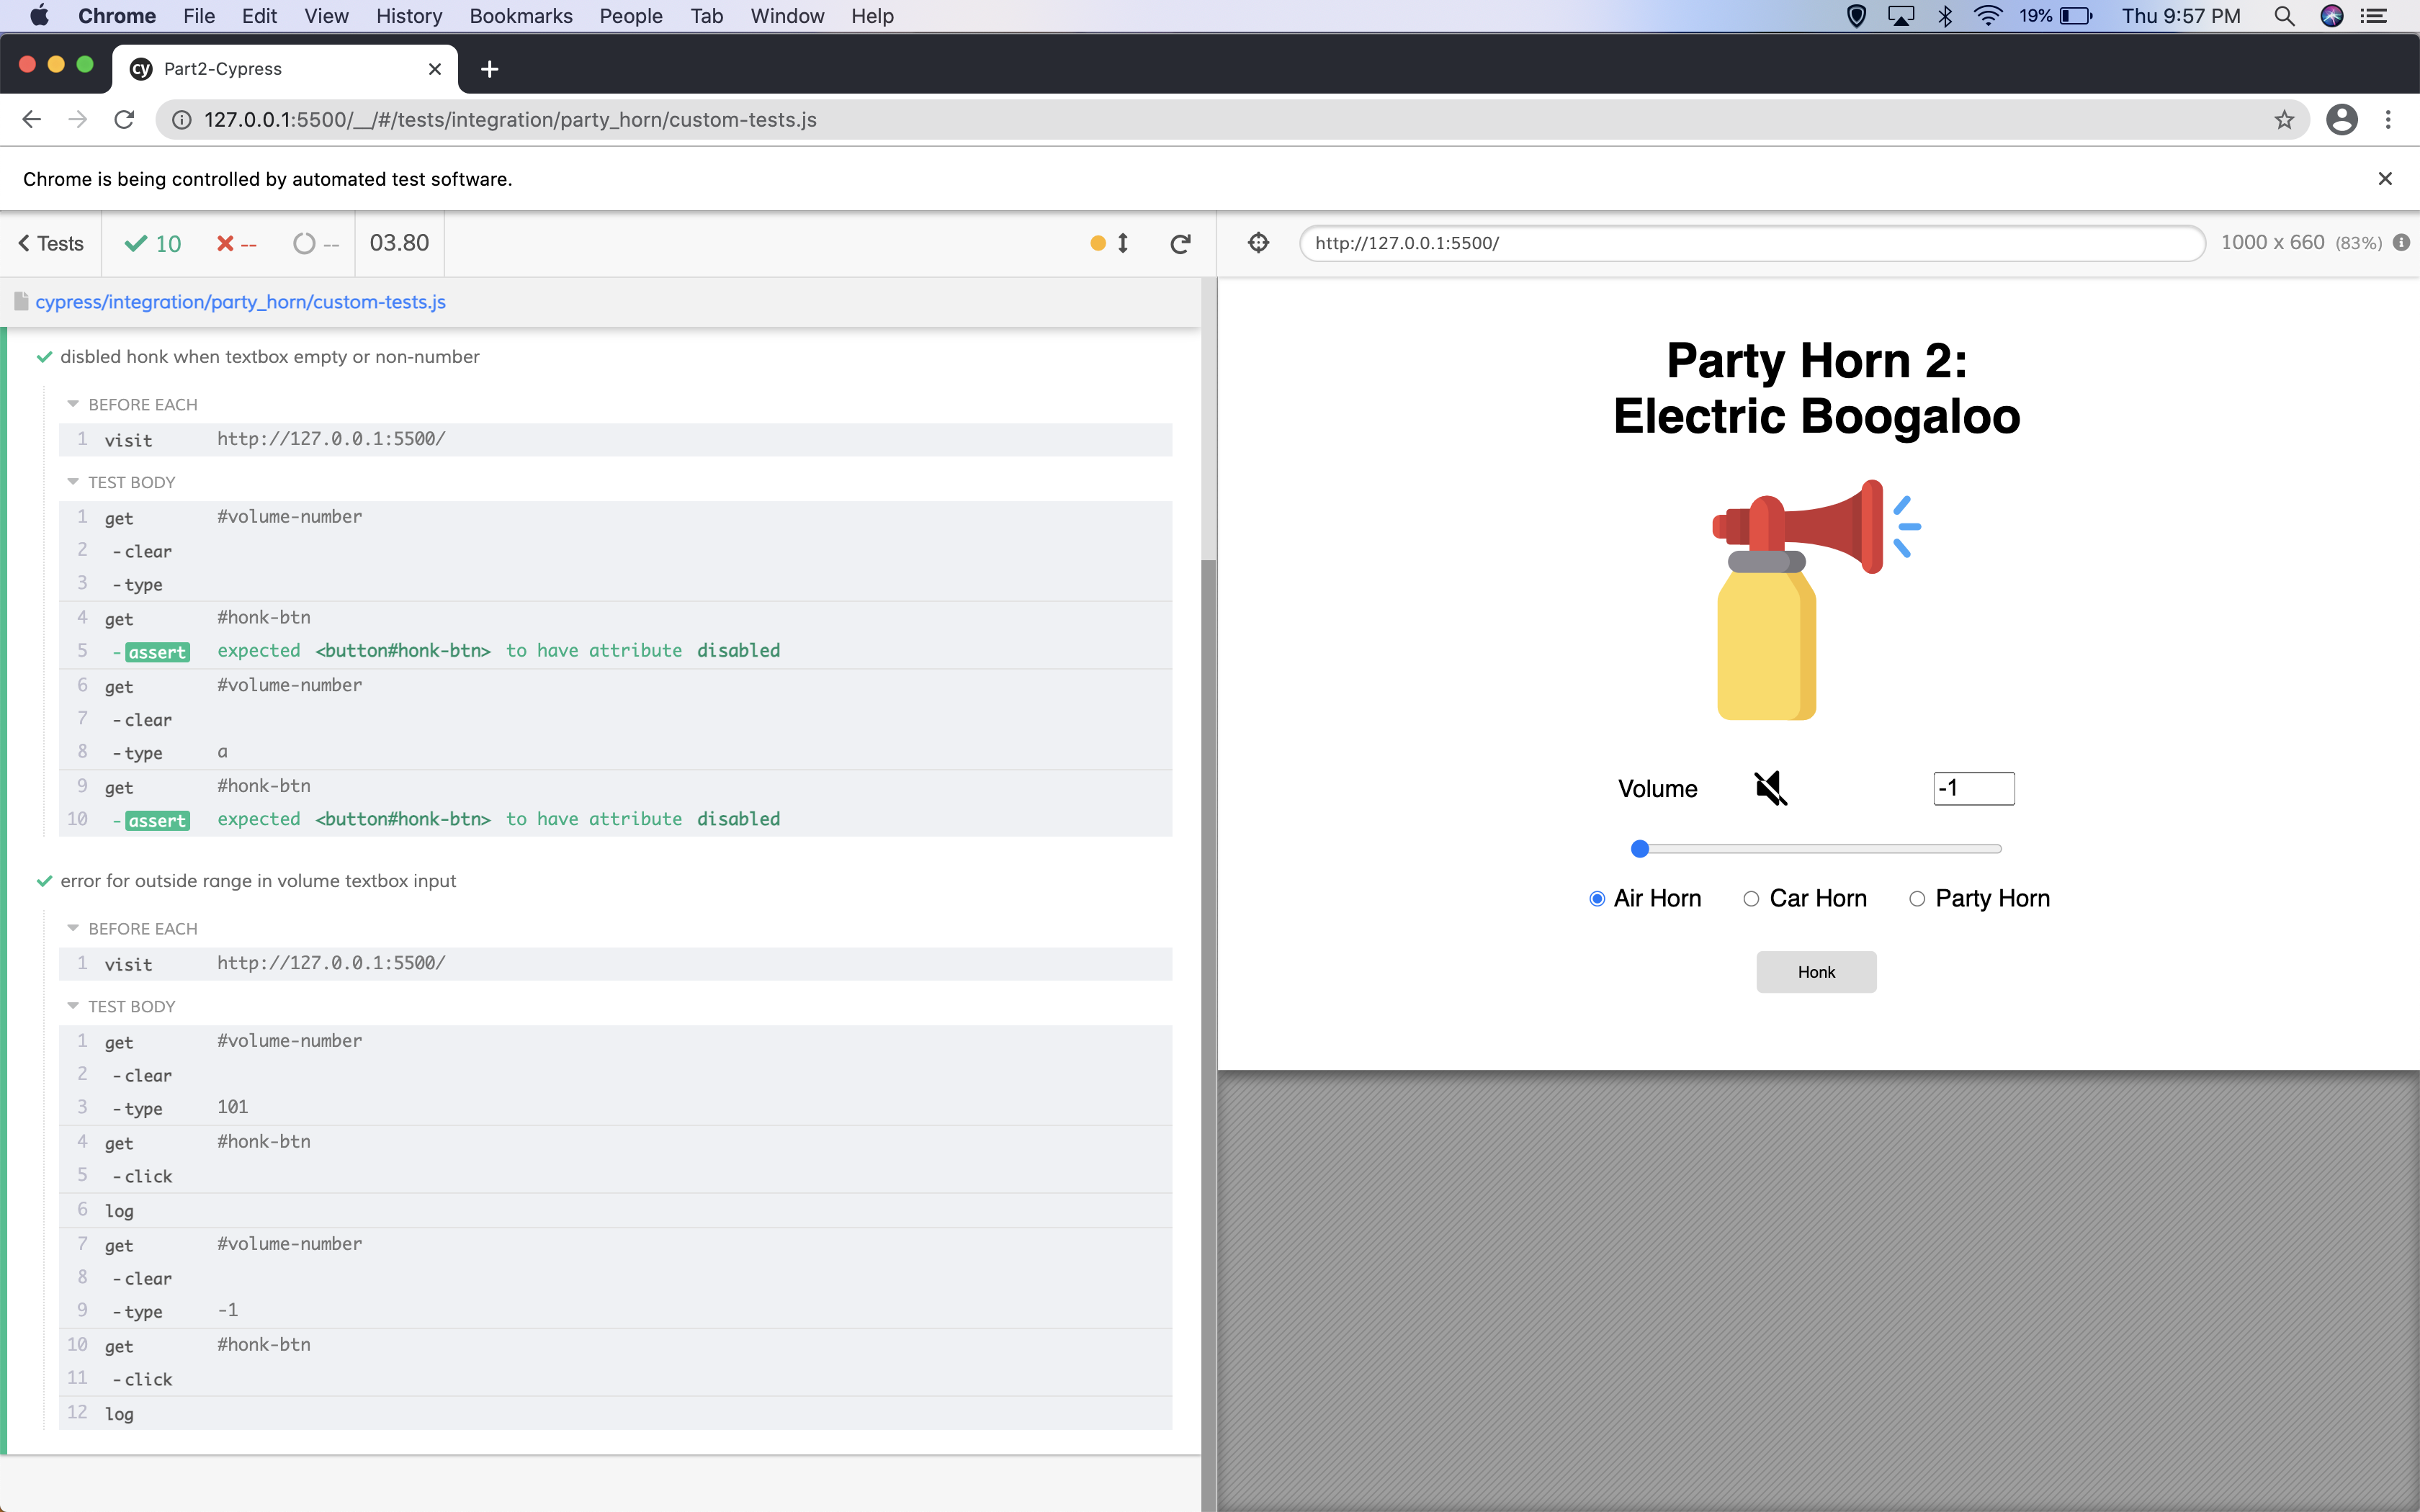 Chrome File Edit View History Bookmarks People Tab Window Help 19% Thu 9:57 PM
cy Part2-Cypress
127.0.0.1:5500/__/#/tests/integration/party_horn/custom-tests.js
Chrome is being controlled by automated test software.
Tests 10 -- -- 03.80 http://127.0.0.1:5500/ 1000 x 660 (83%)
cypress/integration/party_horn/custom-tests.js
disbled honk when textbox empty or non-number
BEFORE EACH
1 visit http://127.0.0.1:5500/
TEST BODY
1 get #volume-number
2 -clear
3 -type
4 get #honk-btn
5 -assert expected <button#honk-btn> to have attribute disabled
6 get #volume-number
7 -clear
8 -type a
9 get #honk-btn
10 -assert expected <button#honk-btn> to have attribute disabled
error for outside range in volume textbox input
BEFORE EACH
1 visit http://127.0.0.1:5500/
TEST BODY
1 get #volume-number
2 -clear
3 -type 101
4 get #honk-btn
5 -click
6 log
7 get #volume-number
8 -clear
9 -type -1
10 get #honk-btn
11 -click
12 log
Party Horn 2:
Electric Boogaloo
Volume -1
Air Horn Car Horn Party Horn
Honk